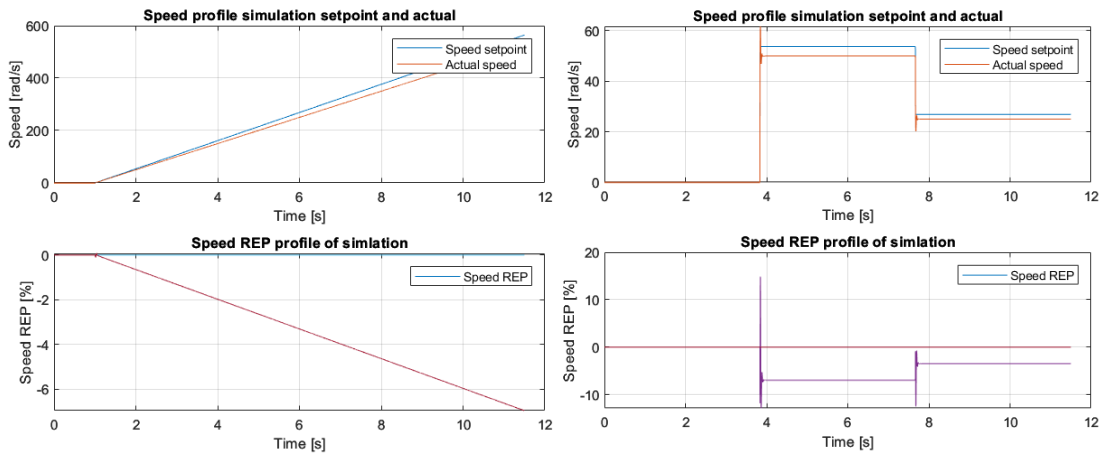 Speed profile simulation setpoint and actual
600
400
200
0
Speed [rad/s]
Speed setpoint
Actual speed
0 2 4 6 8 10 12
Time [s]
Speed profile simulation setpoint and actual
60
40
20
0
Speed [rad/s]
Speed setpoint
Actual speed
0 2 4 6 8 10 12
Time [s]
Speed REP profile of simlation
0
-2
-4
-6
Speed REP [%]
Speed REP
0 2 4 6 8 10 12
Time [s]
Speed REP profile of simlation
20
10
0
-10
Speed REP [%]
Speed REP
0 2 4 6 8 10 12
Time [s]